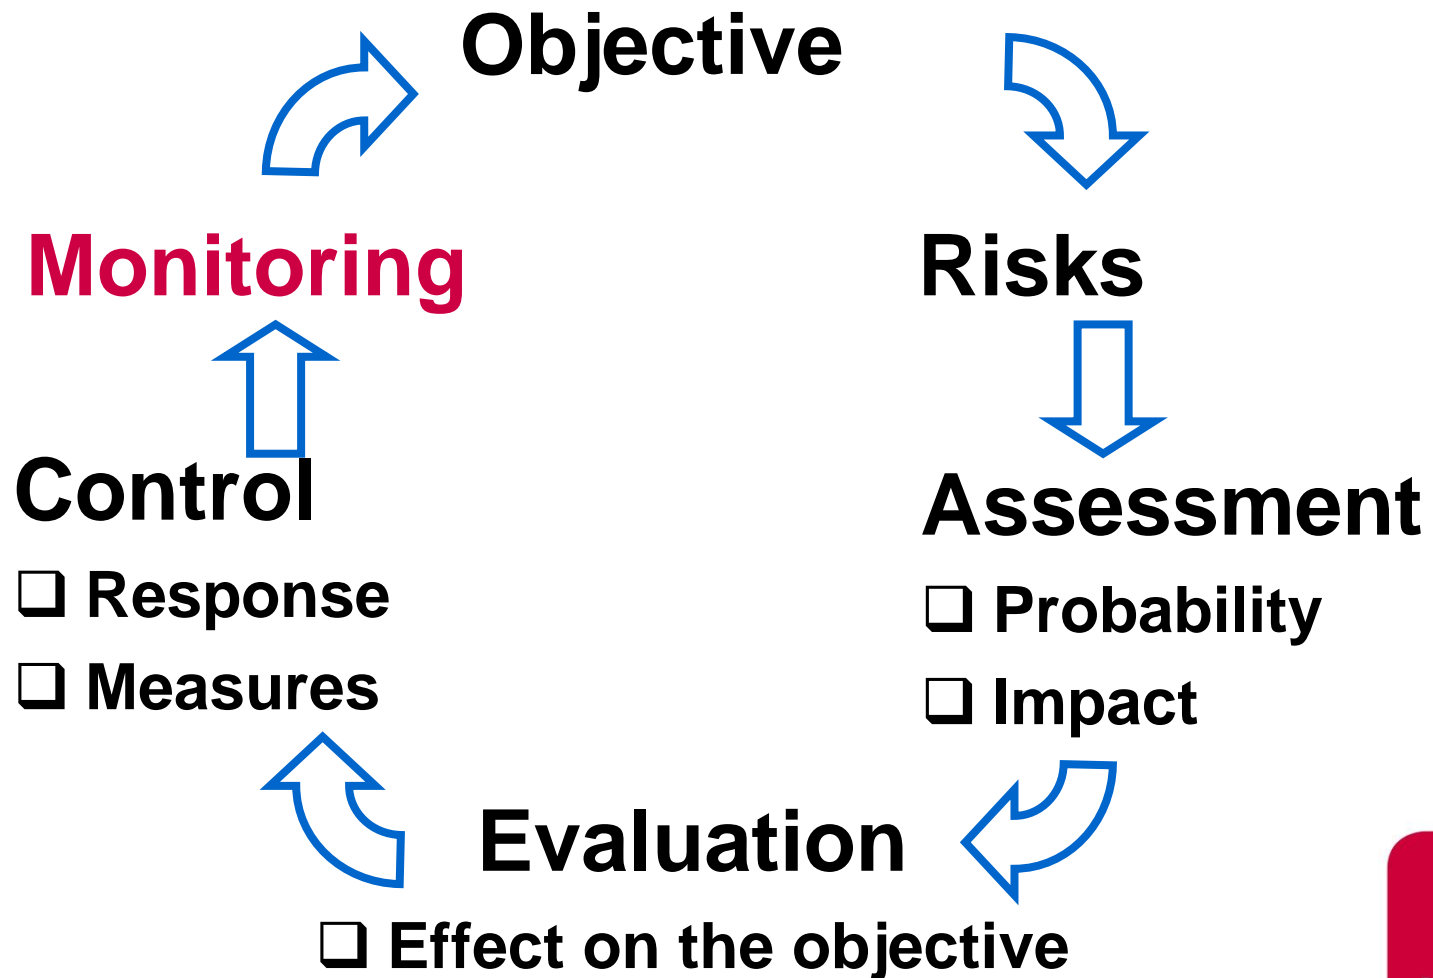 Objective
Monitoring
Risks
Control
❑ Response
❑ Measures
Assessment
❑ Probability
❑ Impact
Evaluation
❑ Effect on the objective